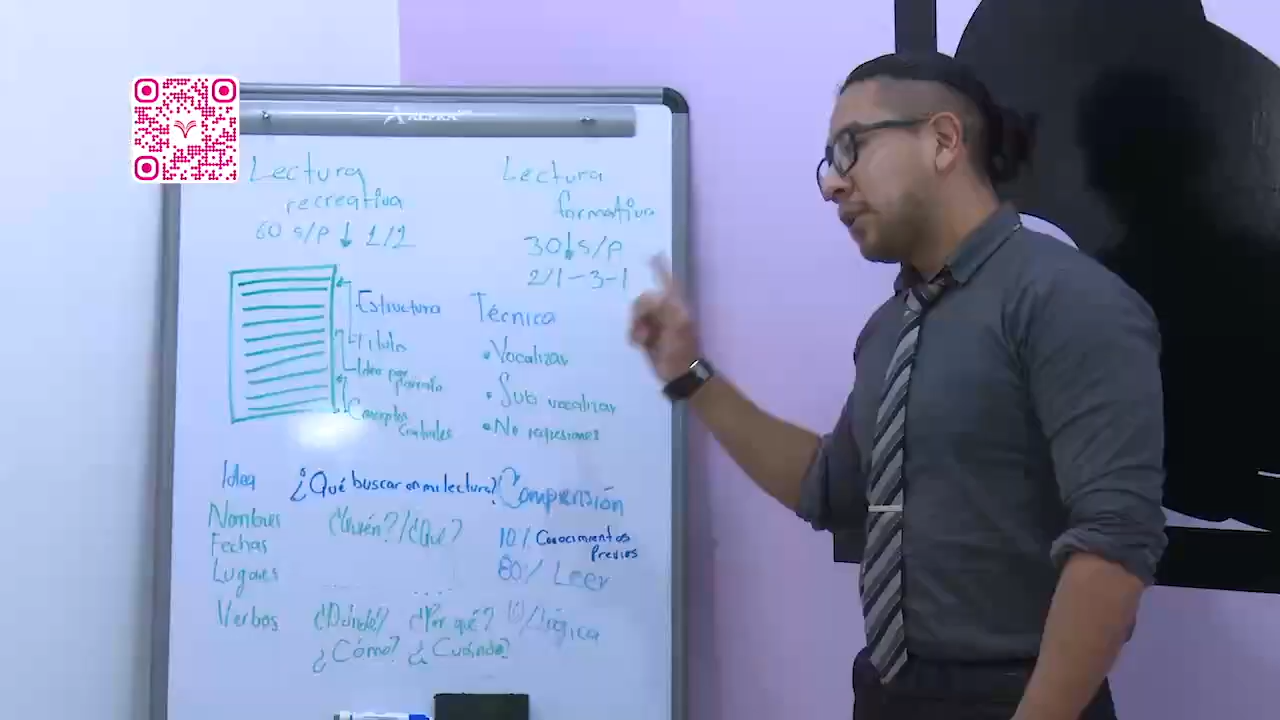 ALFRA
Lectura
recreativa
60 s/p ↓ 1/2
Lectura
formativa
30↓s/p
2/1-3-1
Estructura
Título
Idea por
párrafo
Conceptos
Centrales
Técnica
•Vocalizar
•Sub vocalizar
•No regresiones
Idea ¿Qué buscar en mi lectura?
Nombres ¿Quién?/¿Qué?
Fechas
Lugares
Verbos ¿Dónde? ¿Por qué?
¿Cómo? ¿Cuándo?
Comprensión
10% Conocimientos
Previos
80% Leer
10%Lógica